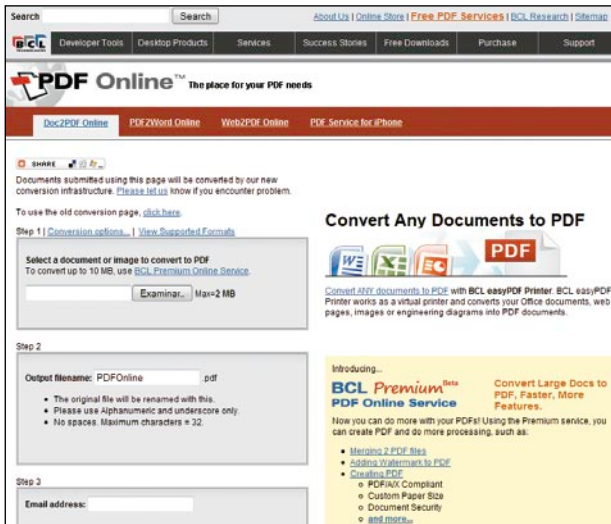 Search Search About Us | Online Store | Free PDF Services | BCL Research | Sitemap
BCL Developer Tools Desktop Products Services Success Stories Free Downloads Purchase Support
PDF Online™ The place for your PDF needs
Doc2PDF Online PDF2Word Online Web2PDF Online PDF Service for iPhone
SHARE
Documents submitted using this page will be converted by our new
conversion infrastructure. Please let us know if you encounter problem.
To use the old conversion page, click here.
Step 1 | Conversion options... | View Supported Formats
Select a document or image to convert to PDF
To convert up to 10 MB, use BCL Premium Online Service.
Examinar.. Max=2 MB
Step 2
Output filename: PDFOnline .pdf
• The original file will be renamed with this.
• Please use Alphanumeric and underscore only.
• No spaces. Maximum characters = 32.
Step 3
Email address:
Convert Any Documents to PDF
PDF
Convert ANY documents to PDF with BCL easyPDF Printer. BCL easyPDF
Printer works as a virtual printer and converts your Office documents, web
pages, images or engineering diagrams into PDF documents.
Introducing...
BCL Premium Beta
PDF Online Service
Convert Large Docs to
PDF, Faster, More
Features.
Now you can do more with your PDFs! Using the Premium service, you
can create PDF and do more processing, such as:
• Merging 2 PDF files
• Adding Watermark to PDF
• Creating PDF
o PDF/A/X Compliant
o Custom Paper Size
o Document Security
o and more...